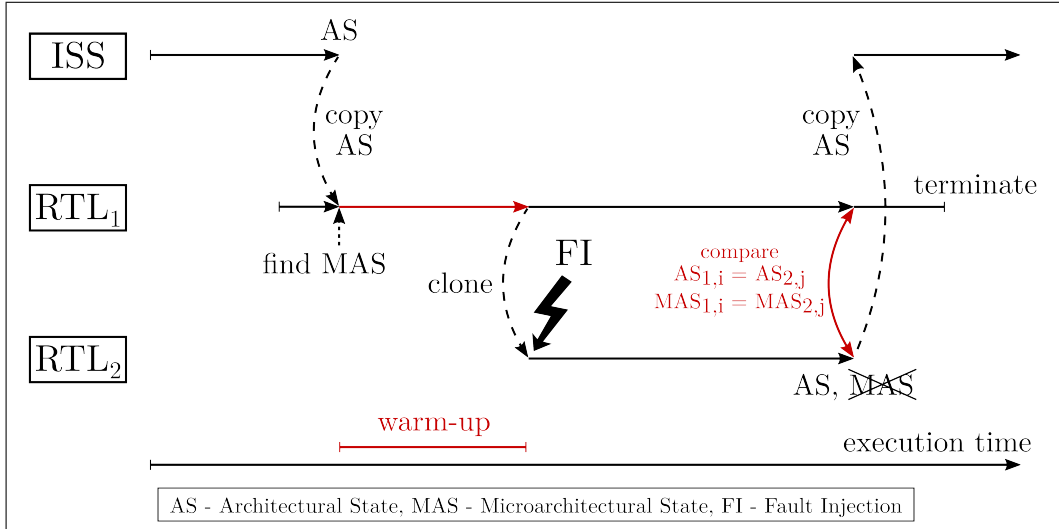 ISS
AS
copy
AS
copy
AS
RTL₁
terminate
find MAS
clone
FI
compare
AS₁,ᵢ = AS₂,ⱼ
MAS₁,ᵢ = MAS₂,ⱼ
RTL₂
AS, MAS
warm-up
execution time
AS - Architectural State, MAS - Microarchitectural State, FI - Fault Injection